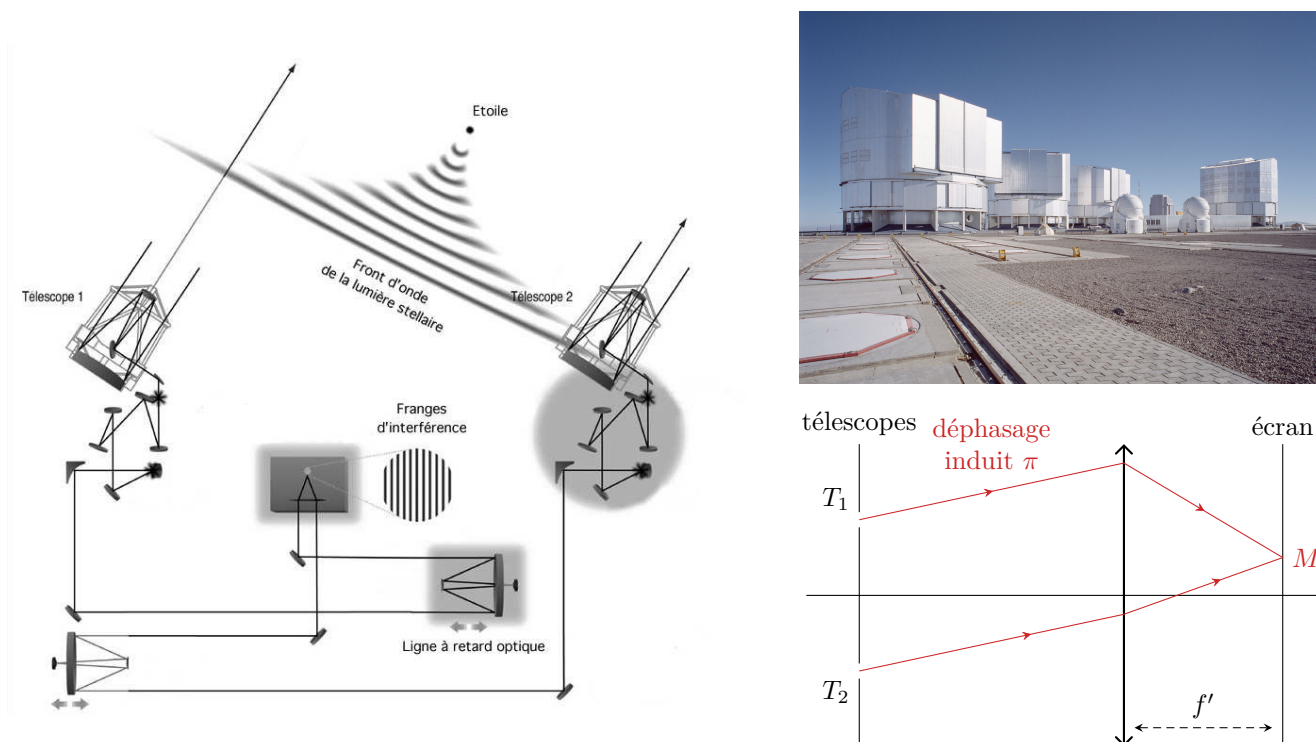 Etoile
Front d'onde
de la lumière stellaire
Télescope 1
Télescope 2
Franges
d'interférence
Ligne à retard optique
télescopes
déphasage
induit π
écran
T₁
M
T₂
f′